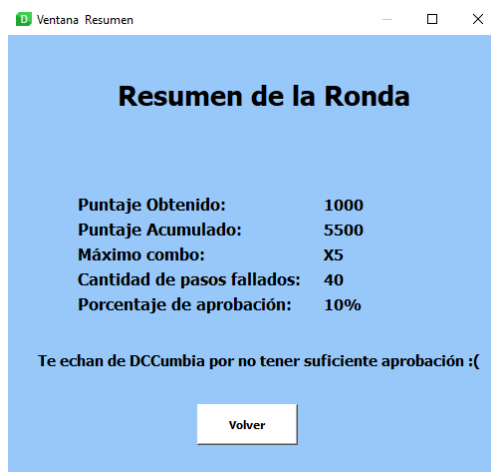 Ventana Resumen
Resumen de la Ronda
Puntaje Obtenido: 1000
Puntaje Acumulado: 5500
Máximo combo: X5
Cantidad de pasos fallados: 40
Porcentaje de aprobación: 10%
Te echan de DCCumbia por no tener suficiente aprobación :(
Volver